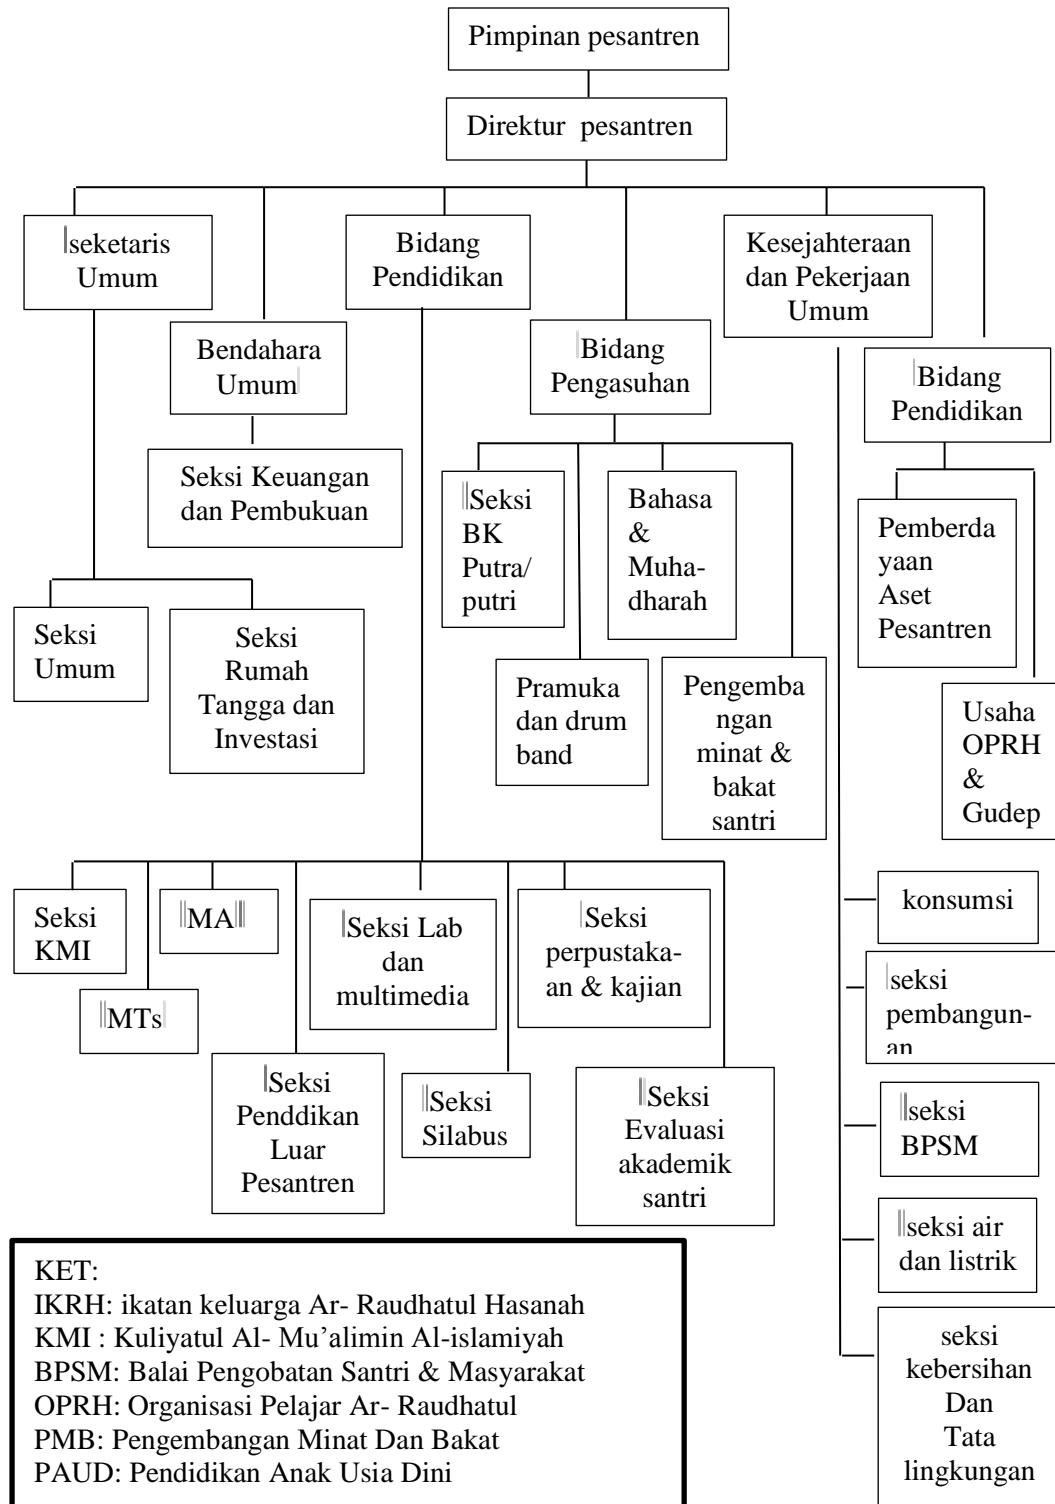 Pimpinan pesantren
Direktur pesantren
seketaris
Umum
Bidang
Pendidikan
Kesejahteraan
dan Pekerjaan
Umum
Bendahara
Umum
Bidang
Pengasuhan
Bidang
Pendidikan
Seksi Keuangan
dan Pembukuan
Seksi
BK
Putra/
putri
Bahasa
&
Muha-
dharah
Pemberda
yaan
Aset
Pesantren
Seksi
Umum
Seksi
Rumah
Tangga dan
Investasi
Pramuka
dan drum
band
Pengemba
ngan
minat &
bakat
santri
Usaha
OPRH
&
Gudep
Seksi
KMI
MA
Seksi Lab
dan
multimedia
Seksi
perpustaka-
an & kajian
konsumsi
MTs
seksi
pembangun-
an
Seksi
Penddikan
Luar
Pesantren
Seksi
Silabus
Seksi
Evaluasi
akademik
santri
seksi
BPSM
seksi air
dan listrik
seksi
kebersihan
Dan
Tata
lingkungan
KET:
IKRH: ikatan keluarga Ar- Raudhatul Hasanah
KMI : Kuliyatul Al- Mu’alimin Al-islamiyah
BPSM: Balai Pengobatan Santri & Masyarakat
OPRH: Organisasi Pelajar Ar- Raudhatul
PMB: Pengembangan Minat Dan Bakat
PAUD: Pendidikan Anak Usia Dini